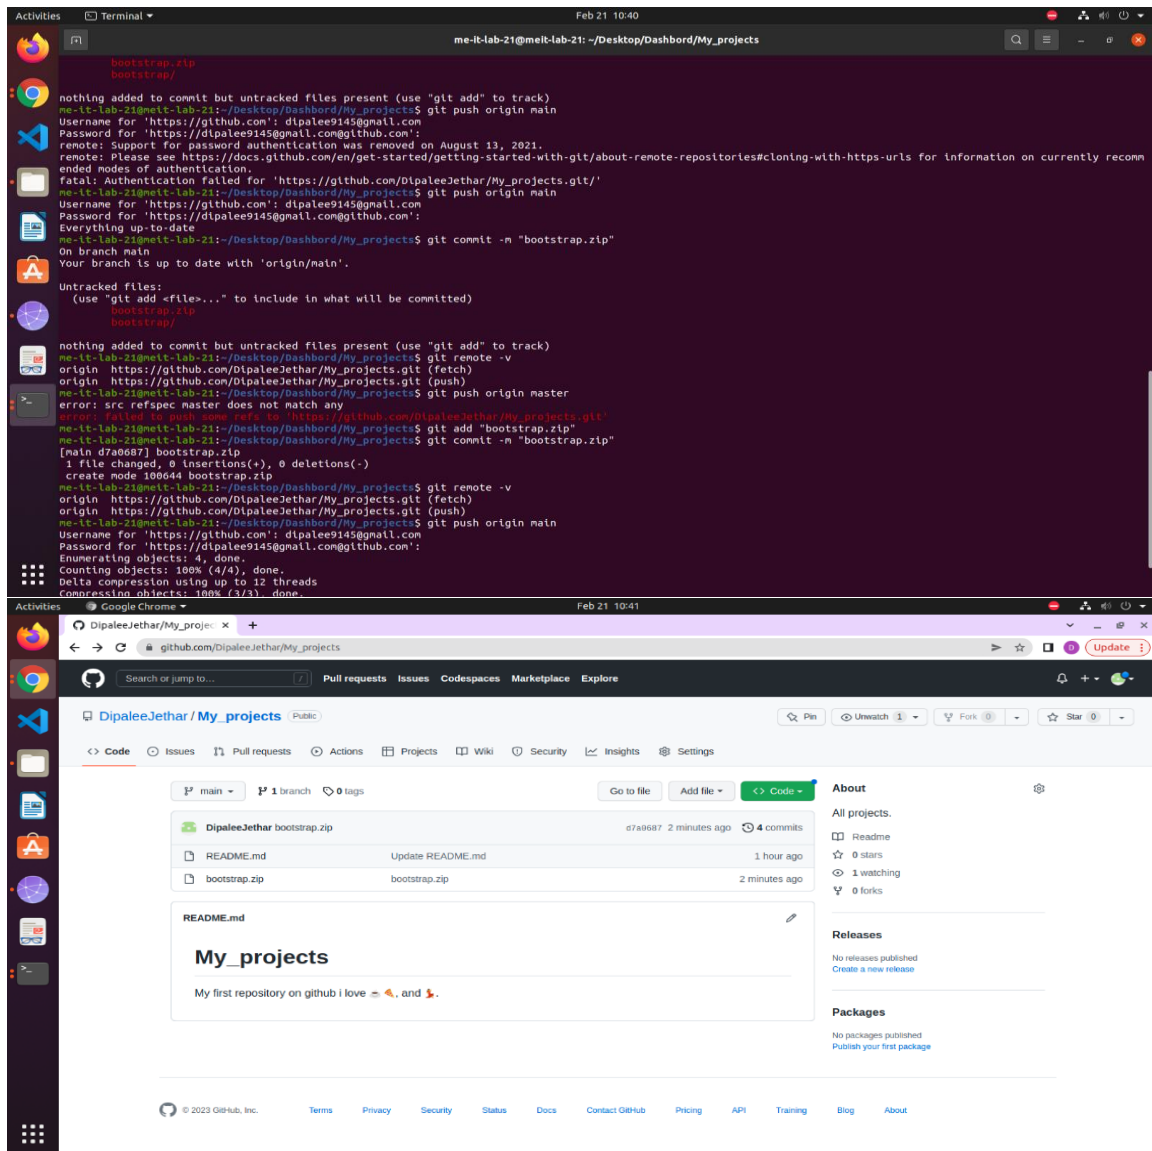 Activities Terminal Feb 21 10:40
me-it-lab-21@meit-lab-21: ~/Desktop/Dashbord/My_projects
bootstrap.zip
bootstrap/
nothing added to commit but untracked files present (use "git add" to track)
me-it-lab-21@meit-lab-21:~/Desktop/Dashbord/My_projects$ git push origin main
Username for 'https://github.com': dipalee9145@gmail.com
Password for 'https://dipalee9145@gmail.com@github.com':
remote: Support for password authentication was removed on August 13, 2021.
remote: Please see https://docs.github.com/en/get-started/getting-started-with-git/about-remote-repositories#cloning-with-https-urls for information on currently recomm
ended modes of authentication.
fatal: Authentication failed for 'https://github.com/DipaleeJethar/My_projects.git/'
me-it-lab-21@meit-lab-21:~/Desktop/Dashbord/My_projects$ git push origin main
Username for 'https://github.com': dipalee9145@gmail.com
Password for 'https://dipalee9145@gmail.com@github.com':
Everything up-to-date
me-it-lab-21@meit-lab-21:~/Desktop/Dashbord/My_projects$ git commit -m "bootstrap.zip"
On branch main
Your branch is up to date with 'origin/main'.
Untracked files:
(use "git add <file>..." to include in what will be committed)
bootstrap.zip
bootstrap/
nothing added to commit but untracked files present (use "git add" to track)
me-it-lab-21@meit-lab-21:~/Desktop/Dashbord/My_projects$ git remote -v
origin https://github.com/DipaleeJethar/My_projects.git (fetch)
origin https://github.com/DipaleeJethar/My_projects.git (push)
me-it-lab-21@meit-lab-21:~/Desktop/Dashbord/My_projects$ git push origin master
error: src refspec master does not match any
error: failed to push some refs to 'https://github.com/DipaleeJethar/My_projects.git'
me-it-lab-21@meit-lab-21:~/Desktop/Dashbord/My_projects$ git add "bootstrap.zip"
me-it-lab-21@meit-lab-21:~/Desktop/Dashbord/My_projects$ git commit -m "bootstrap.zip"
[main d7a0687] bootstrap.zip
1 file changed, 0 insertions(+), 0 deletions(-)
create mode 100644 bootstrap.zip
me-it-lab-21@meit-lab-21:~/Desktop/Dashbord/My_projects$ git remote -v
origin https://github.com/DipaleeJethar/My_projects.git (fetch)
origin https://github.com/DipaleeJethar/My_projects.git (push)
me-it-lab-21@meit-lab-21:~/Desktop/Dashbord/My_projects$ git push origin main
Username for 'https://github.com': dipalee9145@gmail.com
Password for 'https://dipalee9145@gmail.com@github.com':
Enumerating objects: 4, done.
Counting objects: 100% (4/4), done.
Delta compression using up to 12 threads
Compressing objects: 100% (3/3), done.
Activities Google Chrome Feb 21 10:41
DipaleeJethar/My_projec
github.com/DipaleeJethar/My_projects D Update
Search or jump to... / Pull requests Issues Codespaces Marketplace Explore
DipaleeJethar / My_projects Public Pin Unwatch 1 Fork 0 Star 0
Code Issues Pull requests Actions Projects Wiki Security Insights Settings
main 1 branch 0 tags Go to file Add file Code
DipaleeJethar bootstrap.zip d7a0687 2 minutes ago 4 commits
README.md Update README.md 1 hour ago
bootstrap.zip bootstrap.zip 2 minutes ago
README.md
My_projects
My first repository on github i love ☕ 🍕, and 💃.
About
All projects.
Readme
0 stars
1 watching
0 forks
Releases
No releases published
Create a new release
Packages
No packages published
Publish your first package
© 2023 GitHub, Inc. Terms Privacy Security Status Docs Contact GitHub Pricing API Training Blog About